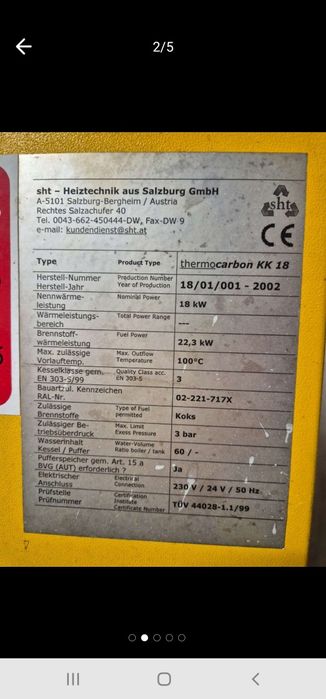 2/5
sht – Heiztechnik aus Salzburg GmbH
A-5101 Salzburg-Bergheim / Austria
Rechtes Salzachufer 40
Tel. 0043-662-450444-DW, Fax-DW 9
e-mail: kundendienst@sht.at
sht
CE
Type Product Type thermocarbon KK 18
Herstell-Nummer Production Number
Herstell-Jahr Year of Production 18/01/001 - 2002
Nennwärme- Nominal Power
leistung 18 kW
Wärmeleistungs- Total Power Range
bereich ---
Brennstoff- Fuel Power
wärmeleistung 22,3 kW
Max. zulässige Max. Outflow
Vorlauftemp. Temperature 100°C
Kesselklasse gem. Quality Class acc.
EN 303-5/99 EN 303-5 3
Bauartzul. Kennzeichen
RAL-Nr. 02-221-717X
Zulässige Type of Fuel
Brennstoffe permitted Koks
Zulässiger Be- Max. Limit
triebsüberdruck Exess Pressure 3 bar
Wasserinhalt Water-Volume
Kessel / Puffer Ratio boiler / tank 60 / -
Pufferspeicher gem. Art. 15 a
BVG (AUT) erforderlich ? Ja
Elektrischer Electrical
Anschluss Connection 230 V / 24 V / 50 Hz
Prüfstelle Certification
Prüfnummer Institute
Certificate Number TÜV 44028-1.1/99